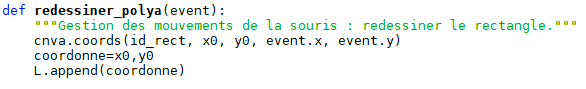 def redessiner_polya(event):
    """Gestion des mouvements de la souris : redessiner le rectangle."""
    cnva.coords(id_rect, x0, y0, event.x, event.y)
    coordonne=x0,y0
    L.append(coordonne)